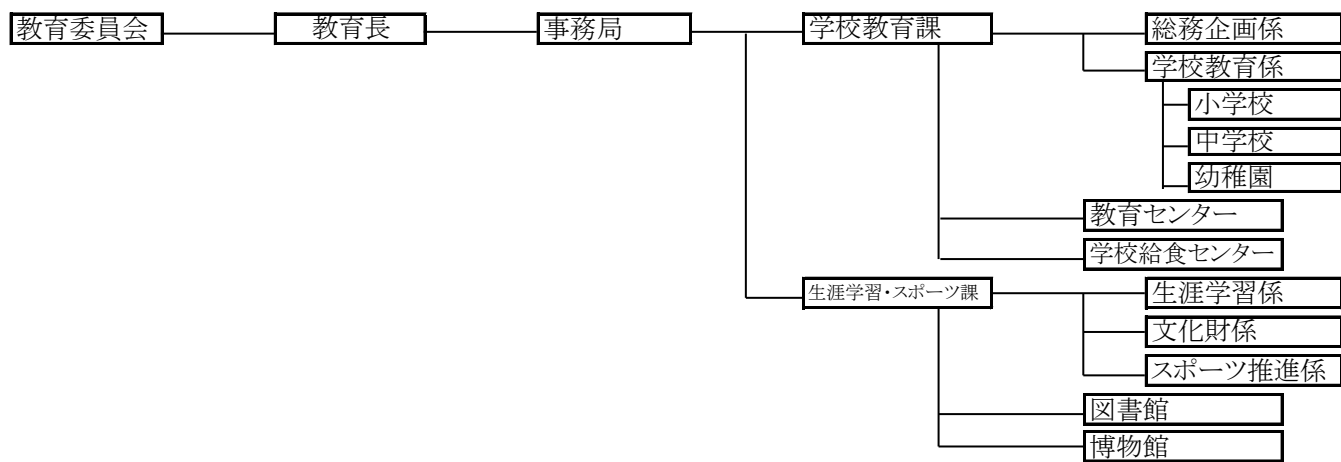 教育委員会
教育長
事務局
学校教育課
総務企画係
学校教育係
小学校
中学校
幼稚園
教育センター
学校給食センター
生涯学習・スポーツ課
生涯学習係
文化財係
スポーツ推進係
図書館
博物館